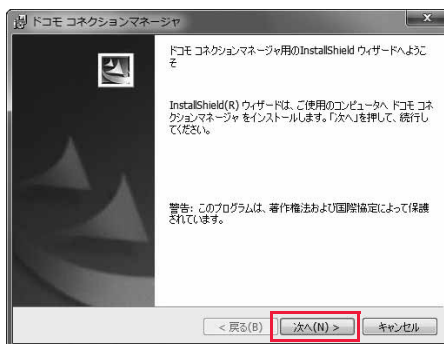 ドコモ コネクションマネージャ
ドコモ コネクションマネージャ用のInstallShield ウィザードへようこ
そ
InstallShield(R) ウィザードは、ご使用のコンピュータへ ドコモ コネ
クションマネージャ をインストールします。「次へ」を押して、続行し
てください。
警告: このプログラムは、著作権法および国際協定によって保護
されています。
< 戻る(B)
次へ(N) >
キャンセル